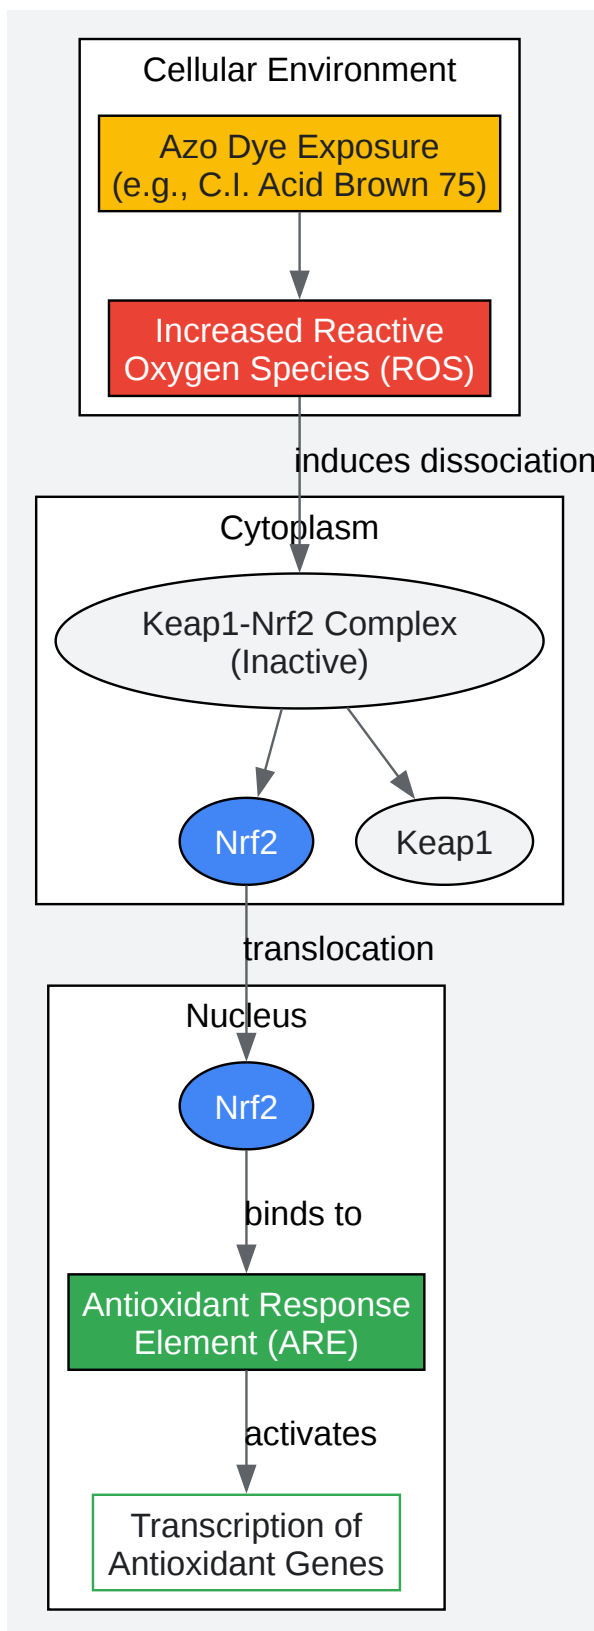 Cellular Environment
Azo Dye Exposure
(e.g., C.I. Acid Brown 75)
Increased Reactive
Oxygen Species (ROS)
induces dissociation
Cytoplasm
Keap1-Nrf2 Complex
(Inactive)
Nrf2
Keap1
translocation
Nucleus
Nrf2
binds to
Antioxidant Response
Element (ARE)
activates
Transcription of
Antioxidant Genes